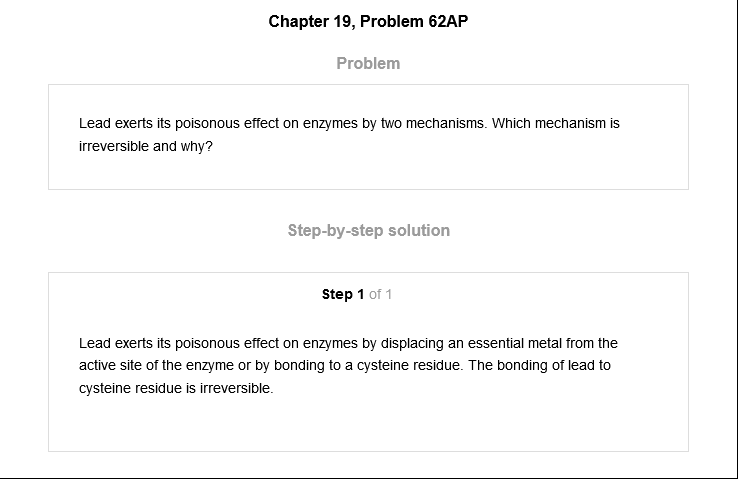 Chapter 19, Problem 62AP
Problem
Lead exerts its poisonous effect on enzymes by two mechanisms. Which mechanism is
irreversible and why?
Step-by-step solution
Step 1 of 1
Lead exerts its poisonous effect on enzymes by displacing an essential metal from the
active site of the enzyme or by bonding to a cysteine residue. The bonding of lead to
cysteine residue is irreversible.